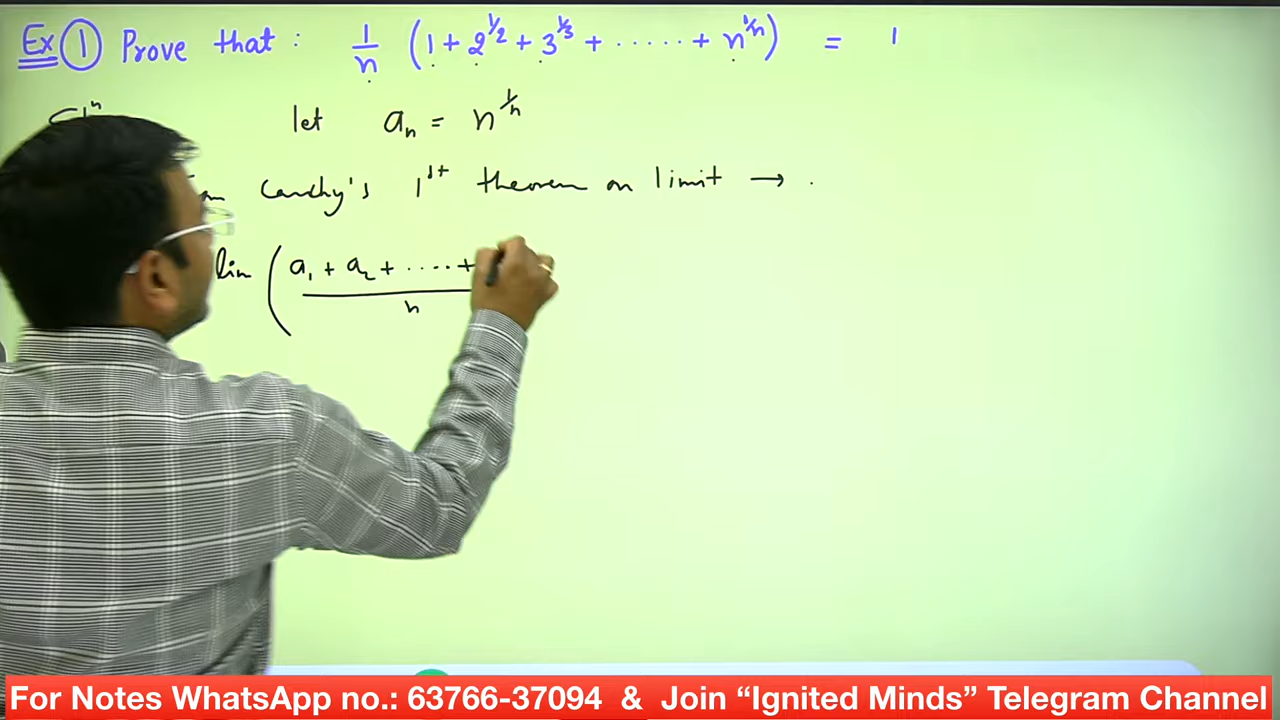 Ex ① Prove that : 1/n (1 + 2^{1/2} + 3^{1/3} + ...... + n^{1/n}) = 1
let a_n = n^{1/n}
Cauchy's 1st theorem on limit → .
lim ( (a_1 + a_2 + ..... + / n
For Notes WhatsApp no.: 63766-37094 & Join “Ignited Minds” Telegram Channel